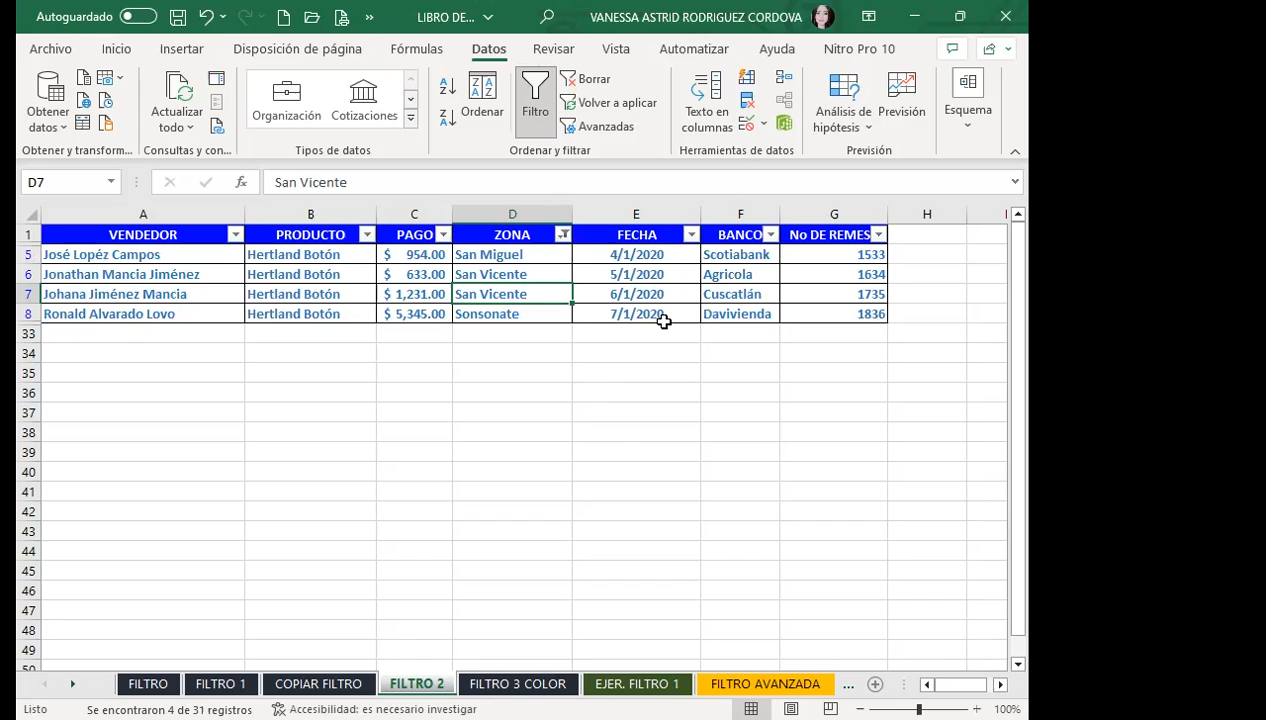 Autoguardado LIBRO DE... VANESSA ASTRID RODRIGUEZ CORDOVA
Archivo Inicio Insertar Disposición de página Fórmulas Datos Revisar Vista Automatizar Ayuda Nitro Pro 10
Obtener datos
Actualizar todo
Organización Cotizaciones
Ordenar
Filtro
Borrar
Volver a aplicar
Avanzadas
Texto en columnas
Análisis de hipótesis
Previsión
Esquema
Obtener y transform... Consultas y con... Tipos de datos Ordenar y filtrar Herramientas de datos Previsión
D7 fx San Vicente
A B C D E F G H I
1 VENDEDOR PRODUCTO PAGO ZONA FECHA BANCO No DE REMES
5 José Lopéz Campos Hertland Botón $ 954.00 San Miguel 4/1/2020 Scotiabank 1533
6 Jonathan Mancia Jiménez Hertland Botón $ 633.00 San Vicente 5/1/2020 Agricola 1634
7 Johana Jiménez Mancia Hertland Botón $ 1,231.00 San Vicente 6/1/2020 Cuscatlán 1735
8 Ronald Alvarado Lovo Hertland Botón $ 5,345.00 Sonsonate 7/1/2020 Davivienda 1836
33
34
35
36
37
38
39
40
41
42
43
44
45
46
47
48
49
50
FILTRO FILTRO 1 COPIAR FILTRO FILTRO 2 FILTRO 3 COLOR EJER. FILTRO 1 FILTRO AVANZADA ...
Listo Se encontraron 4 de 31 registros Accesibilidad: es necesario investigar 100%